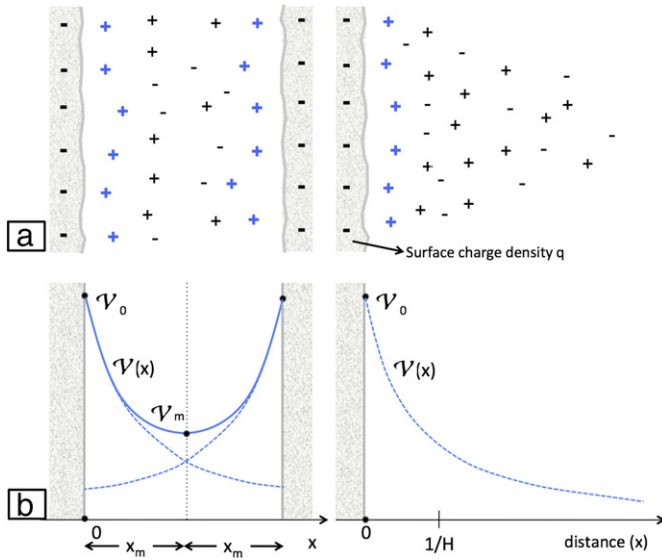 a
Surface charge density q
𝒱0
𝒱(x)
𝒱m
𝒱0
𝒱(x)
b
0
xm
xm
x
0
1/H
distance (x)